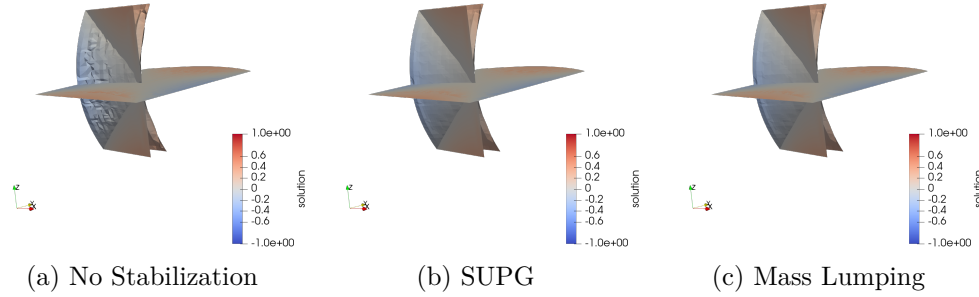 1.0e+00
0.6
0.4
0.2
0
-0.2
-0.4
-0.6
-1.0e+00
solution
Z
X
(a) No Stabilization
1.0e+00
0.6
0.4
0.2
0
-0.2
-0.4
-0.6
-1.0e+00
solution
Z
X
(b) SUPG
1.0e+00
0.6
0.4
0.2
0
-0.2
-0.4
-0.6
-1.0e+00
solution
Z
X
(c) Mass Lumping